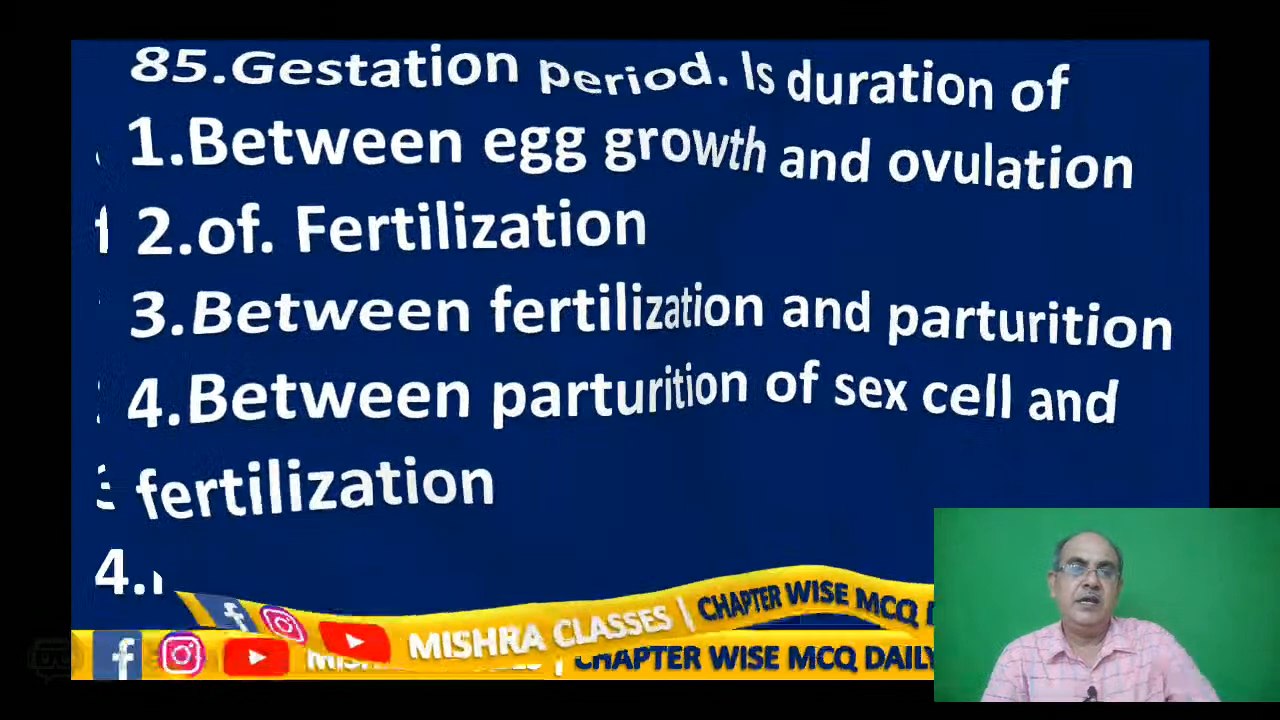 85.Gestation period. Is duration of
1.Between egg growth and ovulation
2.of. Fertilization
3.Between fertilization and parturition
4.Between parturition of sex cell and
fertilization
4.
MISHRA CLASSES | CHAPTER WISE MCQ
CHAPTER WISE MCQ DAILY